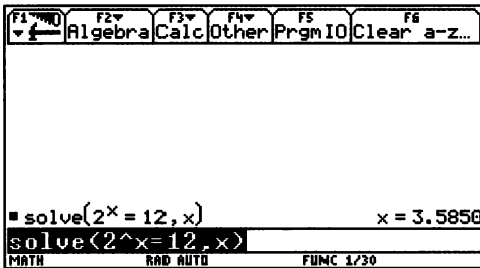 F1 F2 Algebra F3 Calc F4 Other F5 PrgmIO F6 Clear a-z…
solve(2^x = 12, x) x = 3.5850
solve(2^x=12,x)
MATH RAD AUTO FUNC 1/30